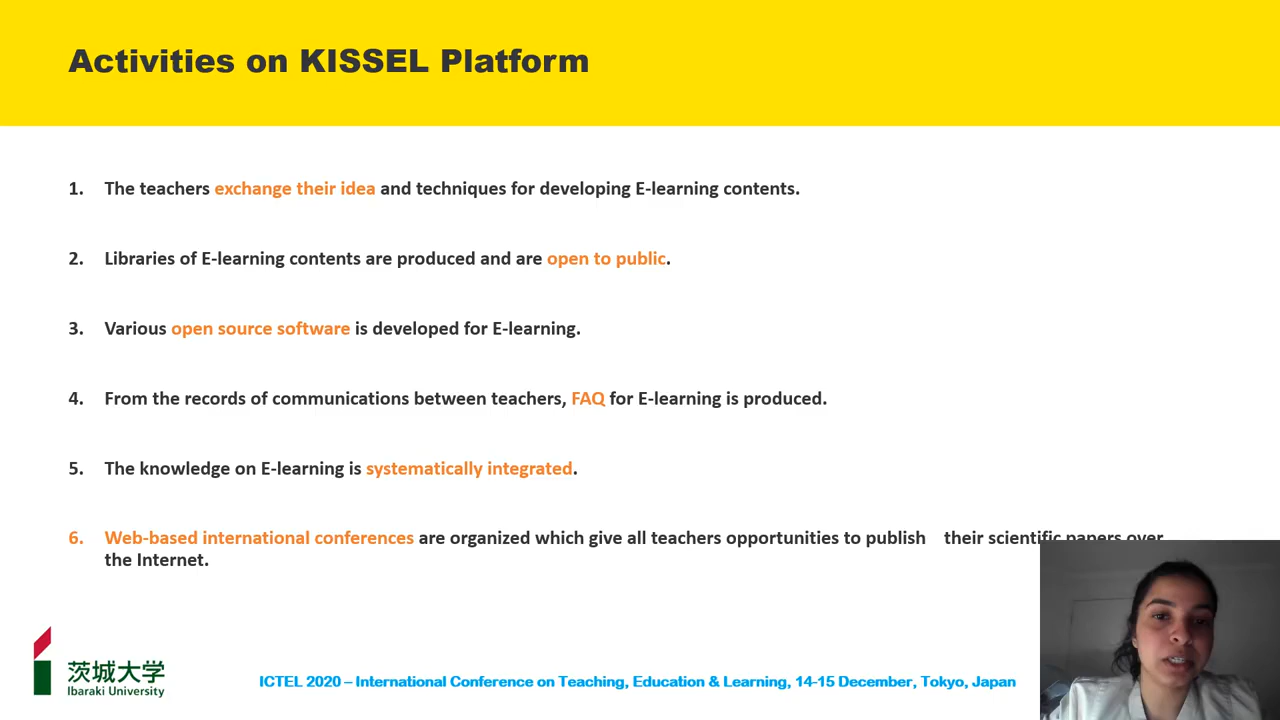 Activities on KISSEL Platform
1. The teachers exchange their idea and techniques for developing E-learning contents.
2. Libraries of E-learning contents are produced and are open to public.
3. Various open source software is developed for E-learning.
4. From the records of communications between teachers, FAQ for E-learning is produced.
5. The knowledge on E-learning is systematically integrated.
6. Web-based international conferences are organized which give all teachers opportunities to publish their scientific papers over
the Internet.
茨城大学
Ibaraki University
ICTEL 2020 – International Conference on Teaching, Education & Learning, 14-15 December, Tokyo, Japan